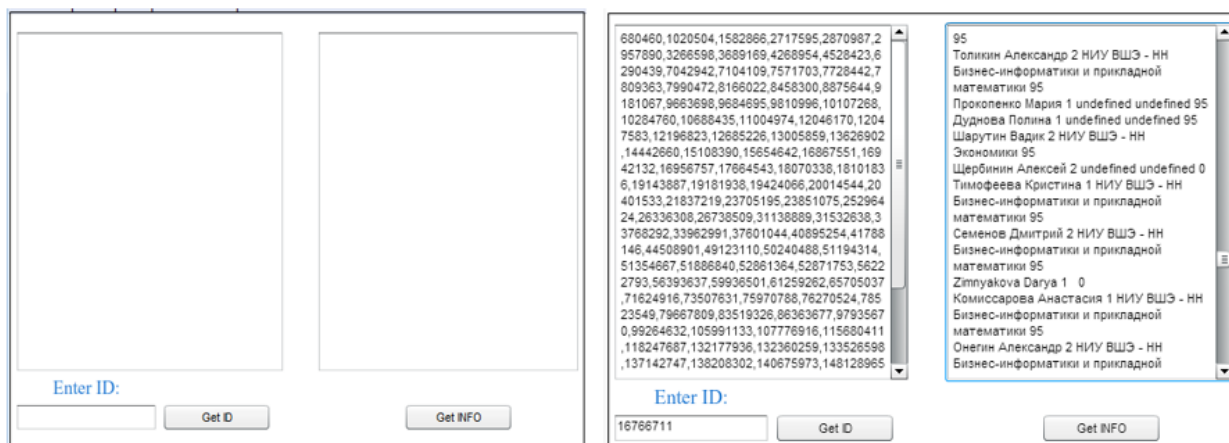 Enter ID:
Get ID
Get INFO
680460,1020504,1582866,2717595,2870987,2
957890,3266598,3689169,4268954,4528423,6
290439,7042942,7104109,7571703,7728442,7
809363,7990472,8166022,8458300,8875644,9
181067,9663698,9684695,9810996,10107268,
10284760,10688435,11004974,12046170,1204
7583,12196823,12685226,13005859,13626902
,14442660,15108390,15654642,16867551,169
42132,16956757,17664543,18070338,1810183
6,19143887,19181938,19424066,20014544,20
401533,21837219,23705195,23851075,252964
24,26336308,26738509,31138889,31532638,3
3768292,33962991,37601044,40895254,41788
146,44508901,49123110,50240488,51194314,
51354667,51886840,52861364,52871753,5622
2793,56393637,59936501,61259262,65705037
,71624916,73507631,75970788,76270524,785
23549,79667809,83519326,86363677,9793567
0,99264632,105991133,107776916,115680411
,118247687,132177936,132360259,133526598
,137142747,138208302,140675973,148128965
95
Толикин Александр 2 НИУ ВШЭ - НН
Бизнес-информатики и прикладной
математики 95
Прокопенко Мария 1 undefined undefined 95
Дуднова Полина 1 undefined undefined 95
Шарутин Вадик 2 НИУ ВШЭ - НН
Экономики 95
Щербинин Алексей 2 undefined undefined 0
Тимофеева Кристина 1 НИУ ВШЭ - НН
Бизнес-информатики и прикладной
математики 95
Семенов Дмитрий 2 НИУ ВШЭ - НН
Бизнес-информатики и прикладной
математики 95
Zimnyakova Darya 1 0
Комиссарова Анастасия 1 НИУ ВШЭ - НН
Бизнес-информатики и прикладной
математики 95
Онегин Александр 2 НИУ ВШЭ - НН
Бизнес-информатики и прикладной
Enter ID:
16766711
Get ID
Get INFO